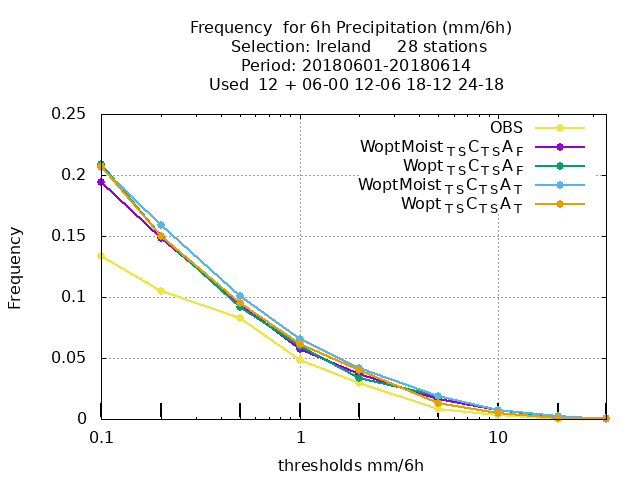 Frequency for 6h Precipitation (mm/6h)
Selection: Ireland 28 stations
Period: 20180601-20180614
Used 12 + 06-00 12-06 18-12 24-18
0.25
0.2
0.15
0.1
0.05
0
Frequency
OBS
WoptMoist TS C TS A F
Wopt TS C TS A F
WoptMoist TS C TS A T
Wopt TS C TS A T
0.1 1 10
thresholds mm/6h